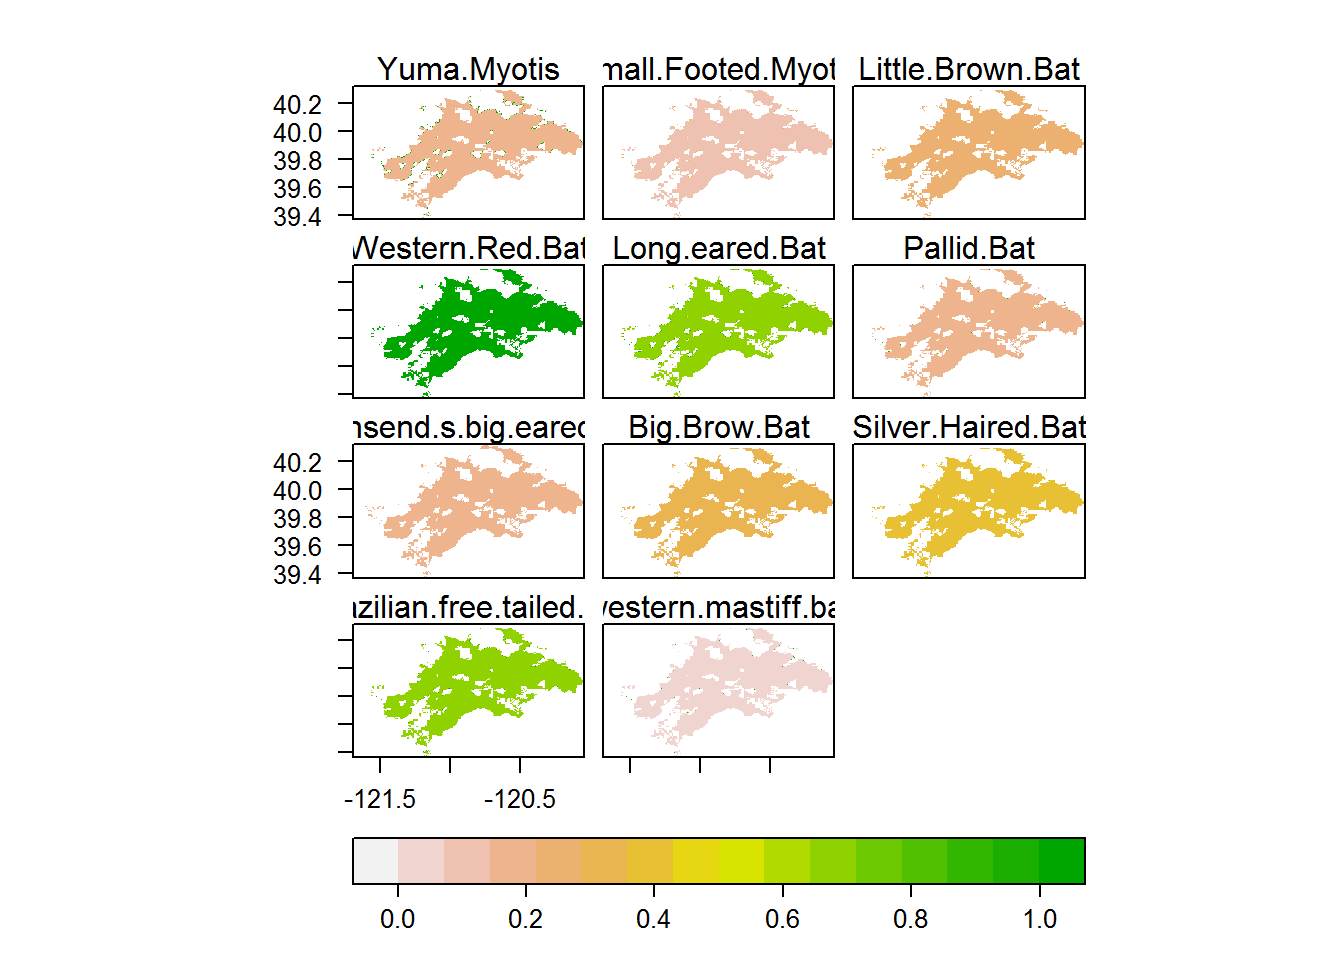 Yuma.Myotis mall.Footed.Myot Little.Brown.Bat
40.2
40.0
39.8
39.6
39.4
Western.Red.Bat Long.eared.Bat Pallid.Bat
nsend.s.big.eared Big.Brow.Bat Silver.Haired.Bat
40.2
40.0
39.8
39.6
39.4
azilian.free.tailed. western.mastiff.ba
-121.5 -120.5
0.0 0.2 0.4 0.6 0.8 1.0